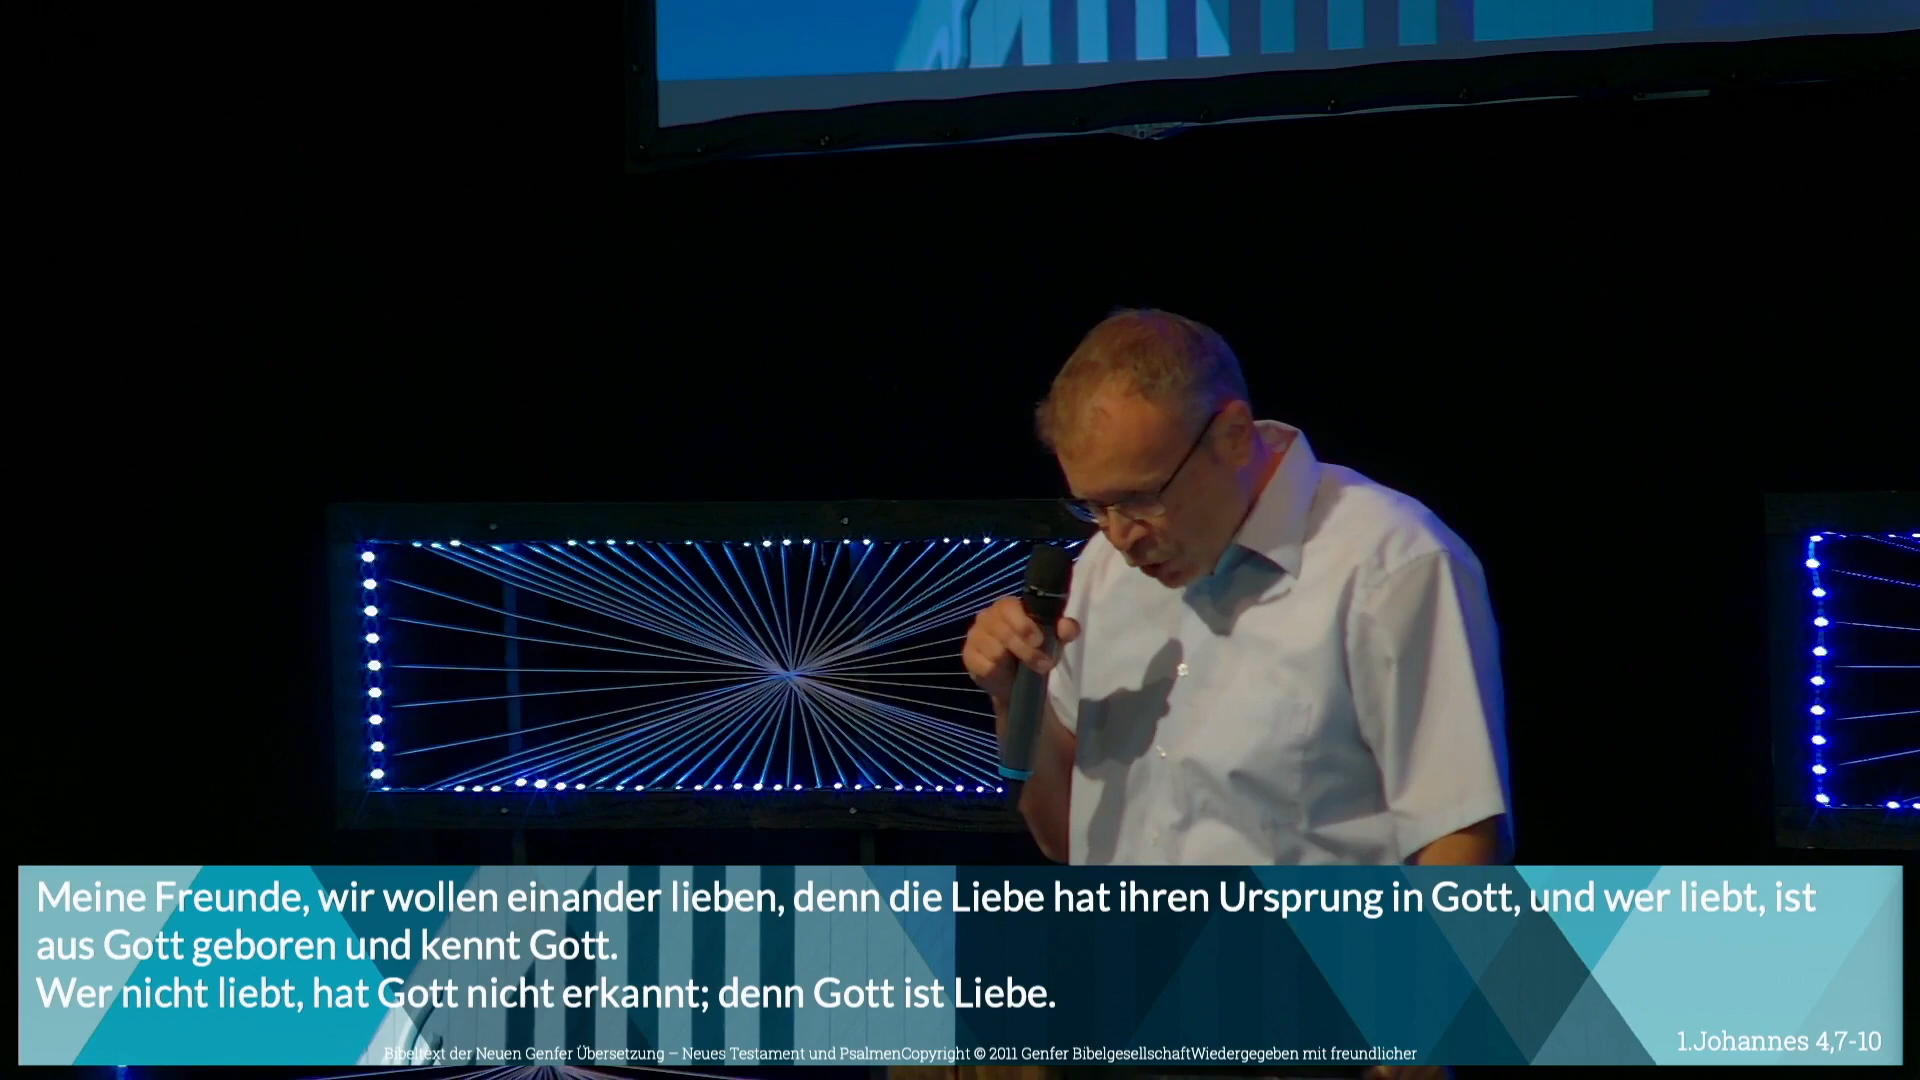 Meine Freunde, wir wollen einander lieben, denn die Liebe hat ihren Ursprung in Gott, und wer liebt, ist
aus Gott geboren und kennt Gott.
Wer nicht liebt, hat Gott nicht erkannt; denn Gott ist Liebe.
1.Johannes 4,7-10
Bibeltext der Neuen Genfer Übersetzung – Neues Testament und PsalmenCopyright © 2011 Genfer BibelgesellschaftWiedergegeben mit freundlicher